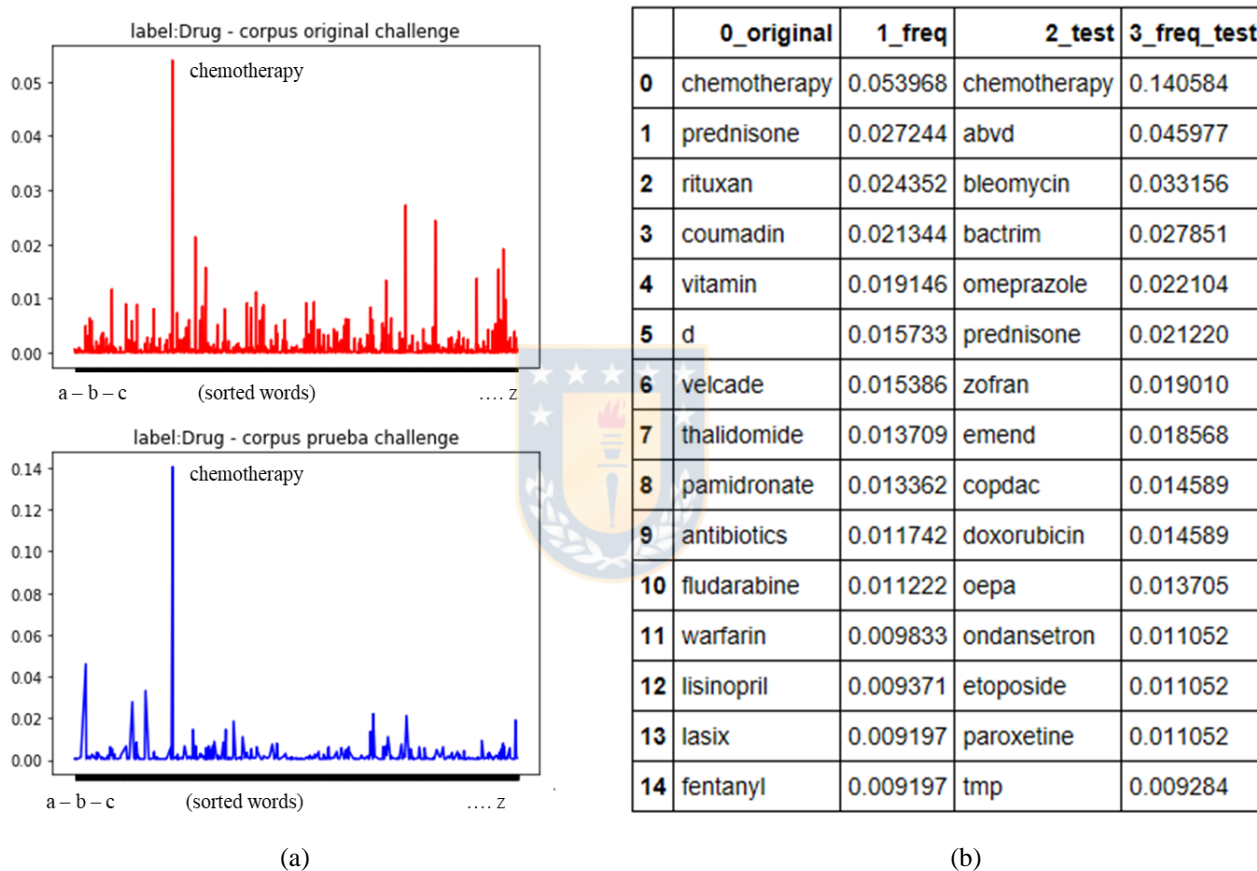 label:Drug - corpus original challenge
chemotherapy
0.05
0.04
0.03
0.02
0.01
0.00
a – b – c (sorted words) …. z
label:Drug - corpus prueba challenge
chemotherapy
0.14
0.12
0.10
0.08
0.06
0.04
0.02
0.00
a – b – c (sorted words) …. z
(a)
0_original 1_freq 2_test 3_freq_test
0 chemotherapy 0.053968 chemotherapy 0.140584
1 prednisone 0.027244 abvd 0.045977
2 rituxan 0.024352 bleomycin 0.033156
3 coumadin 0.021344 bactrim 0.027851
4 vitamin 0.019146 omeprazole 0.022104
5 d 0.015733 prednisone 0.021220
6 velcade 0.015386 zofran 0.019010
7 thalidomide 0.013709 emend 0.018568
8 pamidronate 0.013362 copdac 0.014589
9 antibiotics 0.011742 doxorubicin 0.014589
10 fludarabine 0.011222 oepa 0.013705
11 warfarin 0.009833 ondansetron 0.011052
12 lisinopril 0.009371 etoposide 0.011052
13 lasix 0.009197 paroxetine 0.011052
14 fentanyl 0.009197 tmp 0.009284
(b)